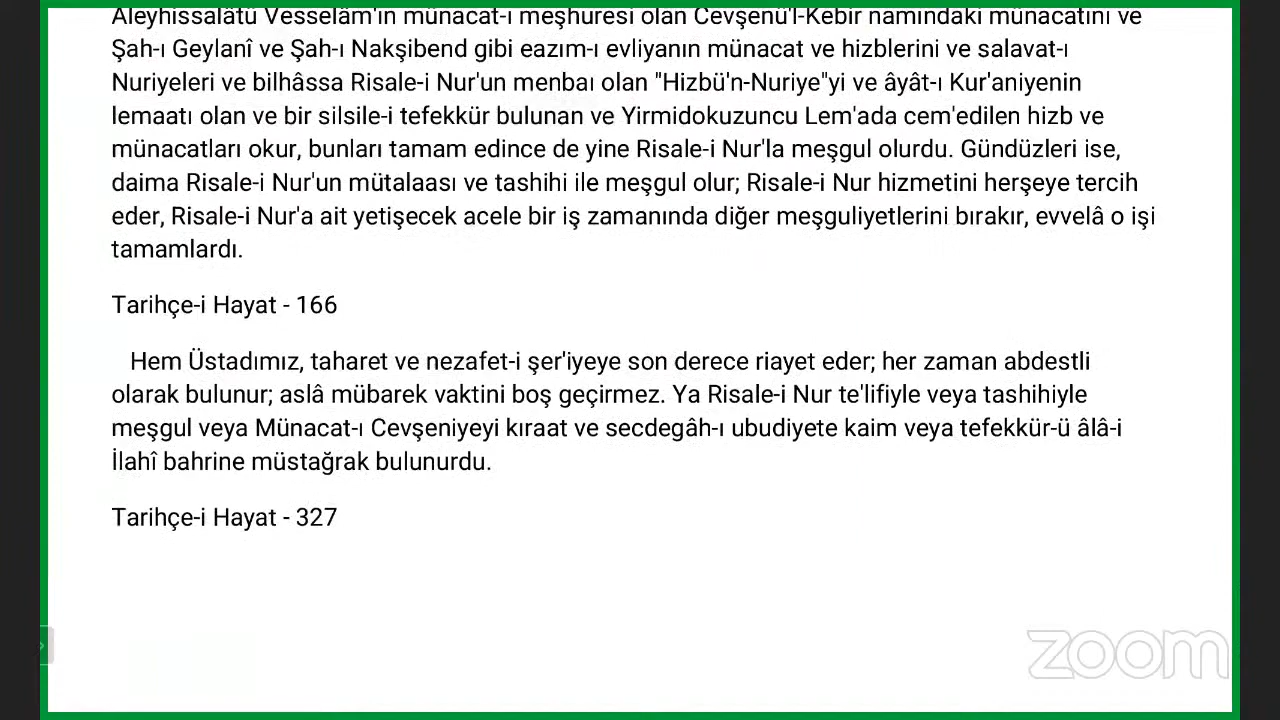 Aleyhissalâtü Vesselâm'ın münacat-ı meşhuresi olan Cevşenü'l-Kebir namındaki münacatını ve
Şah-ı Geylanî ve Şah-ı Nakşibend gibi eazım-ı evliyanın münacat ve hizblerini ve salavat-ı
Nuriyeleri ve bilhâssa Risale-i Nur'un menbaı olan "Hizbü'n-Nuriye"yi ve âyât-ı Kur'aniyenin
lemaatı olan ve bir silsile-i tefekkür bulunan ve Yirmidokuzuncu Lem'ada cem'edilen hizb ve
münacatları okur, bunları tamam edince de yine Risale-i Nur'la meşgul olurdu. Gündüzleri ise,
daima Risale-i Nur'un mütalaası ve tashihi ile meşgul olur; Risale-i Nur hizmetini herşeye tercih
eder, Risale-i Nur'a ait yetişecek acele bir iş zamanında diğer meşguliyetlerini bırakır, evvelâ o işi
tamamlardı.
Tarihçe-i Hayat - 166
Hem Üstadımız, taharet ve nezafet-i şer'iyeye son derece riayet eder; her zaman abdestli
olarak bulunur; aslâ mübarek vaktini boş geçirmez. Ya Risale-i Nur te'lifiyle veya tashihiyle
meşgul veya Münacat-ı Cevşeniyeyi kıraat ve secdegâh-ı ubudiyete kaim veya tefekkür-ü âlâ-i
İlahî bahrine müstağrak bulunurdu.
Tarihçe-i Hayat - 327
zoom